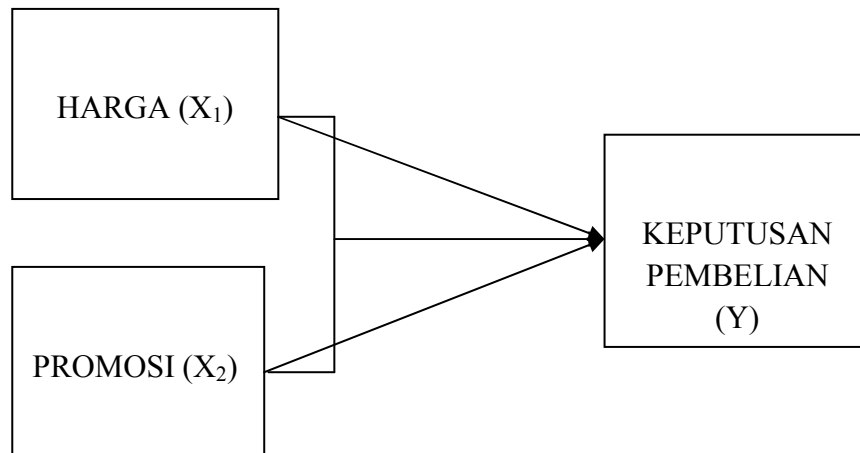 HARGA (X₁)
PROMOSI (X₂)
KEPUTUSAN
PEMBELIAN
(Y)